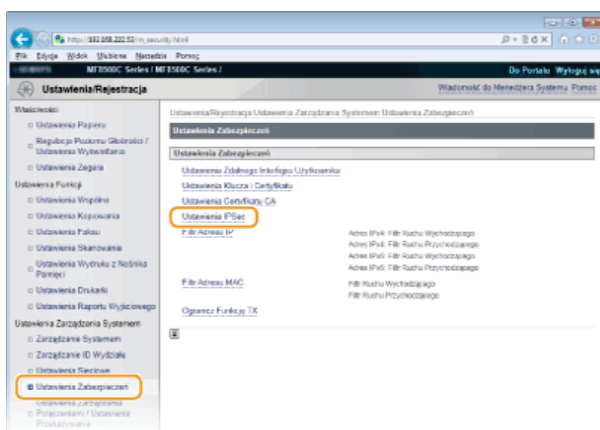 http://192.168.222.53/m_security.html
Plik Edycja Widok Ulubione Narzędzia Pomoc
MF8500C Series / MF8500C Series /
Do Portalu Wyloguj się
Ustawienia/Rejestracja
Wiadomość do Menedżera Systemu Pomoc
Właściwości
Ustawienia Papieru
Regulacja Poziomu Głośności /
Ustawienia Wyświetlania
Ustawienia Zegara
Ustawienia Funkcji
Ustawienia Wspólne
Ustawienia Kopiowania
Ustawienia Faksu
Ustawienia Skanowania
Ustawienia Wydruku z Nośnika
Pamięci
Ustawienia Drukarki
Ustawienia Raportu Wyjściowego
Ustawienia Zarządzania Systemem
Zarządzanie Systemem
Zarządzanie ID Wydziału
Ustawienia Sieciowe
Ustawienia Zabezpieczeń
Ustawienia Zarządzania
Połączeniami / Ustawienia
Przekazywania
Ustawienia/Rejestracja Ustawienia Zarządzania Systemem Ustawienia Zabezpieczeń
Ustawienia Zabezpieczeń
Ustawienia Zabezpieczeń
Ustawienia Zdalnego Interfejsu Użytkownika
Ustawienia Klucza i Certyfikatu
Ustawienia Certyfikatu CA
Ustawienia IPSec
Filtr Adresu IP
Adres IPv4: Filtr Ruchu Wychodzącego
Adres IPv4: Filtr Ruchu Przychodzącego
Adres IPv6: Filtr Ruchu Wychodzącego
Adres IPv6: Filtr Ruchu Przychodzącego
Filtr Adresu MAC
Filtr Ruchu Wychodzącego
Filtr Ruchu Przychodzącego
Ogranicz Funkcję TX